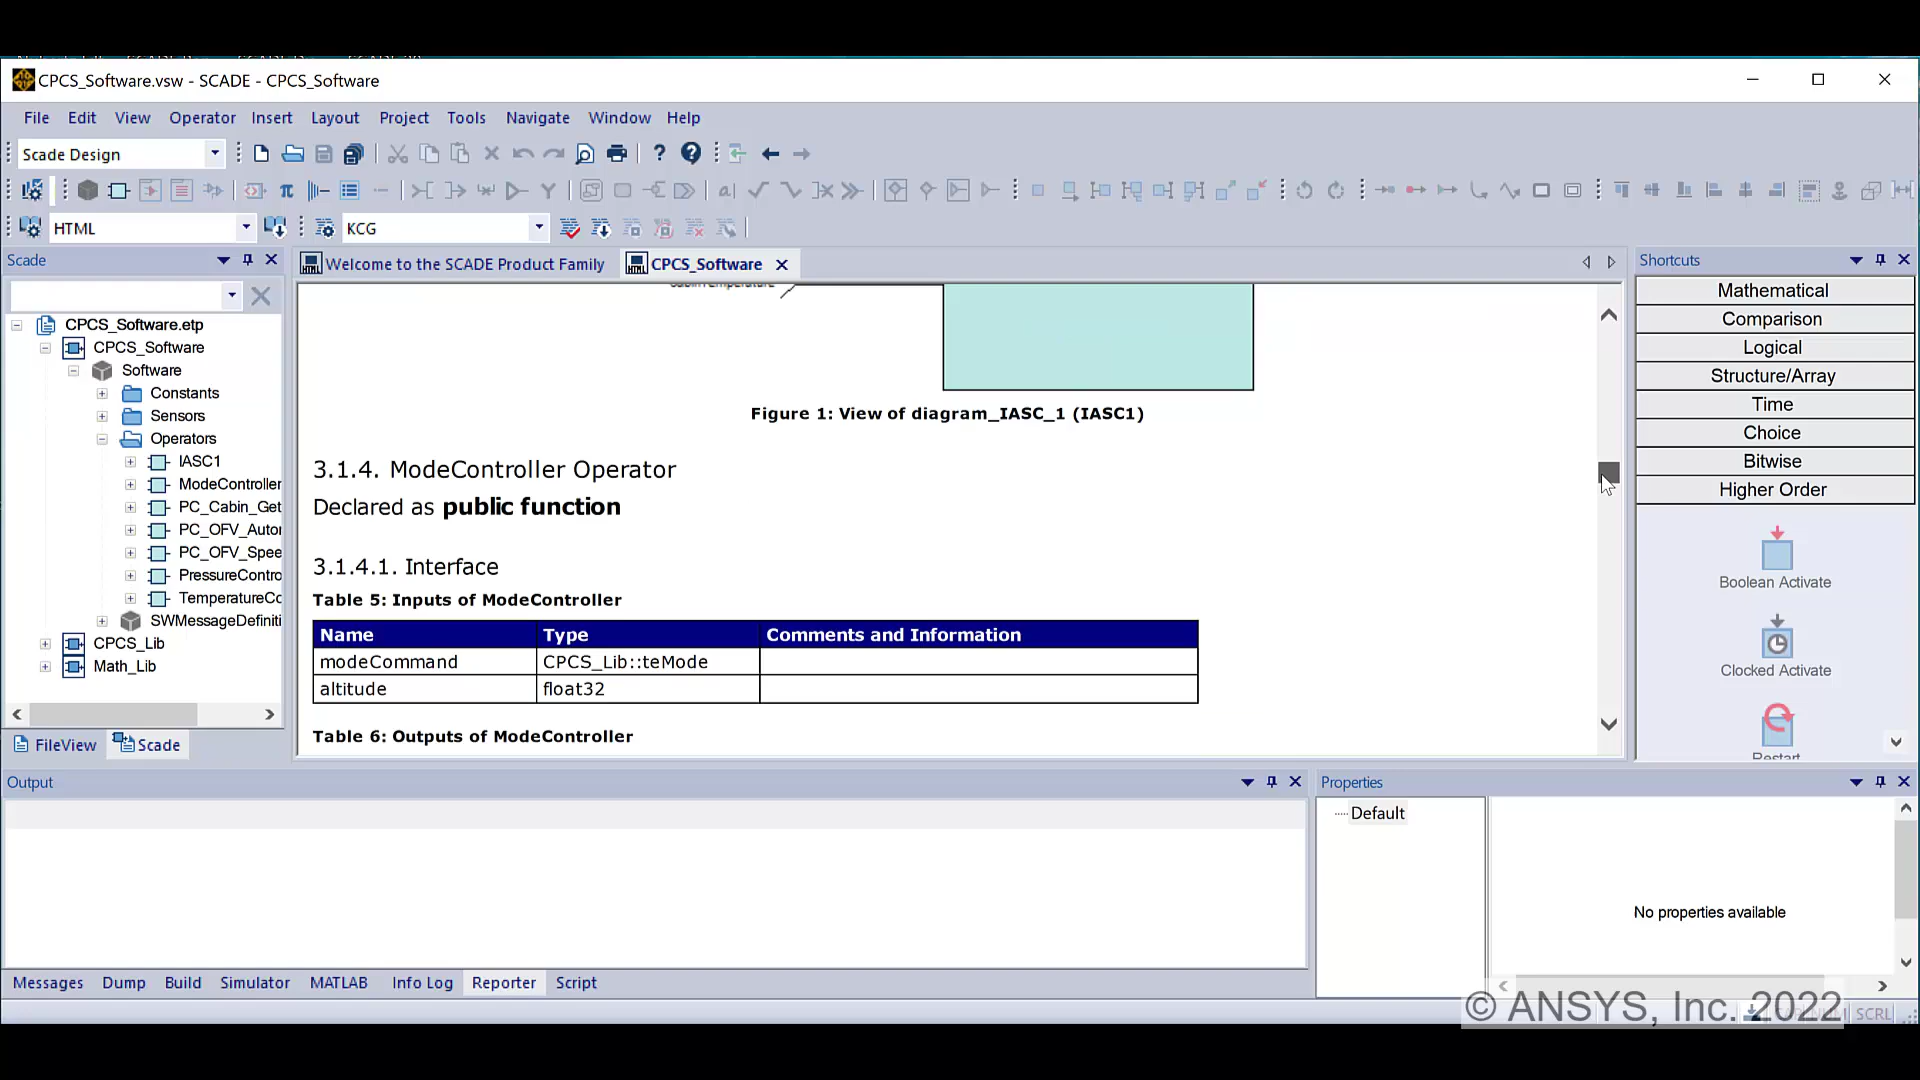 CPCS_Software.vsw - SCADE - CPCS_Software
File Edit View Operator Insert Layout Project Tools Navigate Window Help
Scade Design
HTML
KCG
Scade
Welcome to the SCADE Product Family
CPCS_Software
Shortcuts
CPCS_Software.etp
CPCS_Software
Software
Constants
Sensors
Operators
IASC1
ModeController
PC_Cabin_Get
PC_OFV_Auto
PC_OFV_Spee
PressureContro
TemperatureCo
SWMessageDefiniti
CPCS_Lib
Math_Lib
FileView
Scade
Figure 1: View of diagram_IASC_1 (IASC1)
3.1.4. ModeController Operator
Declared as public function
3.1.4.1. Interface
Table 5: Inputs of ModeController
Name Type Comments and Information
modeCommand CPCS_Lib::teMode
altitude float32
Table 6: Outputs of ModeController
Mathematical
Comparison
Logical
Structure/Array
Time
Choice
Bitwise
Higher Order
Boolean Activate
Clocked Activate
Restart
Output
Properties
Default
No properties available
Messages Dump Build Simulator MATLAB Info Log Reporter Script
© ANSYS, Inc. 2022
SCRL